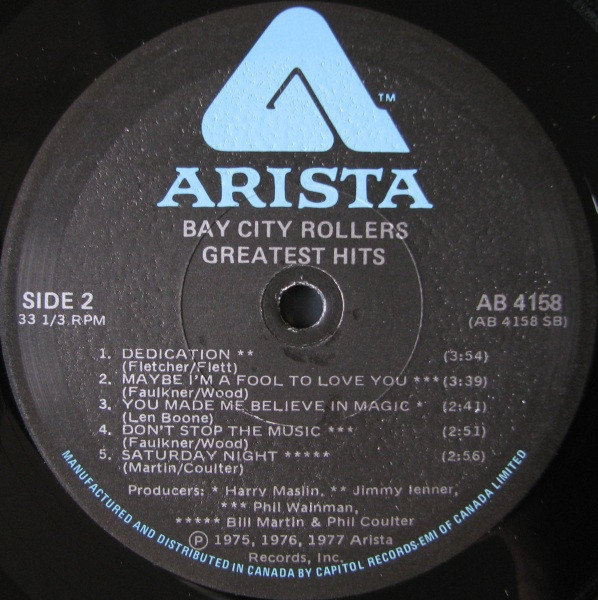 ™
ARISTA
BAY CITY ROLLERS
GREATEST HITS
SIDE 2
33 1/3 RPM
AB 4158
(AB 4158 SB)
1. DEDICATION ** (3:54)
(Fletcher/Flett)
2. MAYBE I'M A FOOL TO LOVE YOU *** (3:39)
(Faulkner/Wood)
3. YOU MADE ME BELIEVE IN MAGIC * (2:41)
(Len Boone)
4. DON'T STOP THE MUSIC *** (2:51)
(Faulkner/Wood)
5. SATURDAY NIGHT ***** (2:56)
(Martin/Coulter)
Producers: * Harry Maslin, ** Jimmy Ienner,
*** Phil Wainman,
***** Bill Martin & Phil Coulter
Ⓟ 1975, 1976, 1977 Arista
Records, Inc.
MANUFACTURED AND DISTRIBUTED IN CANADA BY CAPITOL RECORDS-EMI OF CANADA LIMITED